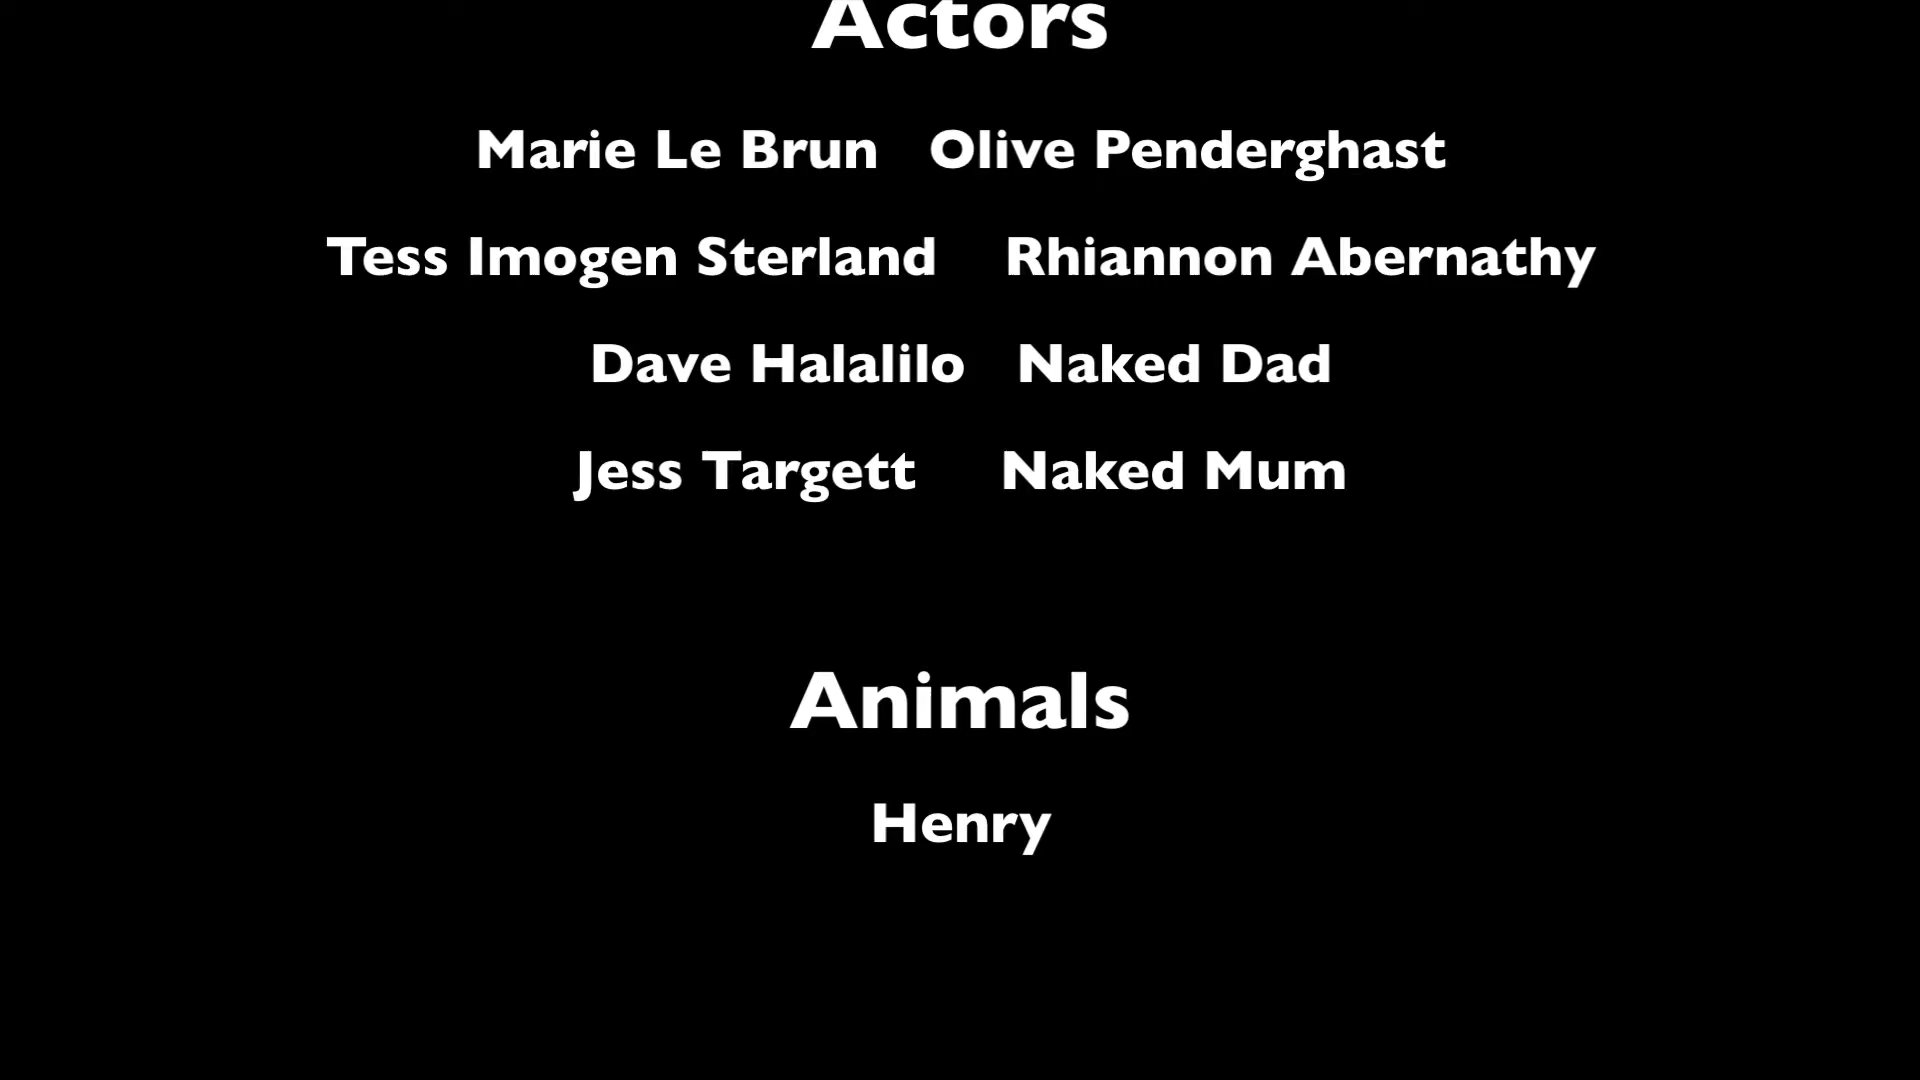 Actors
Marie Le Brun Olive Penderghast
Tess Imogen Sterland Rhiannon Abernathy
Dave Halalilo Naked Dad
Jess Targett Naked Mum
Animals
Henry